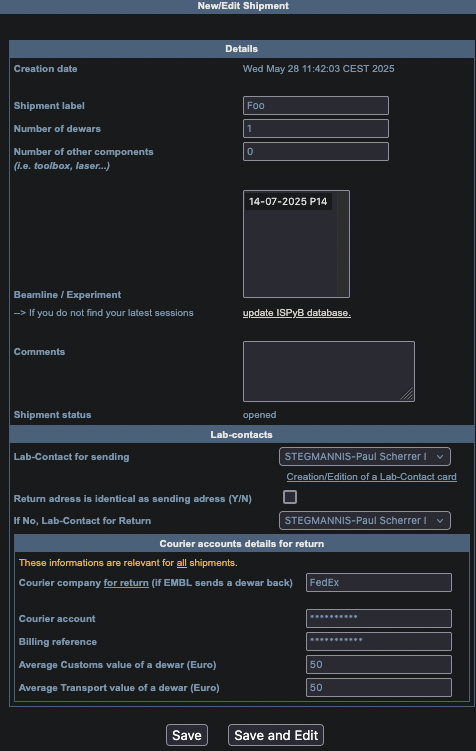 New/Edit Shipment
Details
Creation date Wed May 28 11:42:03 CEST 2025
Shipment label Foo
Number of dewars 1
Number of other components 0
(i.e. toolbox, laser...)
14-07-2025 P14
Beamline / Experiment
--> If you do not find your latest sessions update ISPyB database.
Comments
Shipment status opened
Lab-contacts
Lab-Contact for sending STEGMANNIS-Paul Scherrer I
Creation/Edition of a Lab-Contact card
Return adress is identical as sending adress (Y/N)
If No, Lab-Contact for Return STEGMANNIS-Paul Scherrer I
Courier accounts details for return
These informations are relevant for all shipments.
Courier company for return (if EMBL sends a dewar back) FedEx
Courier account **********
Billing reference ***********
Average Customs value of a dewar (Euro) 50
Average Transport value of a dewar (Euro) 50
Save Save and Edit